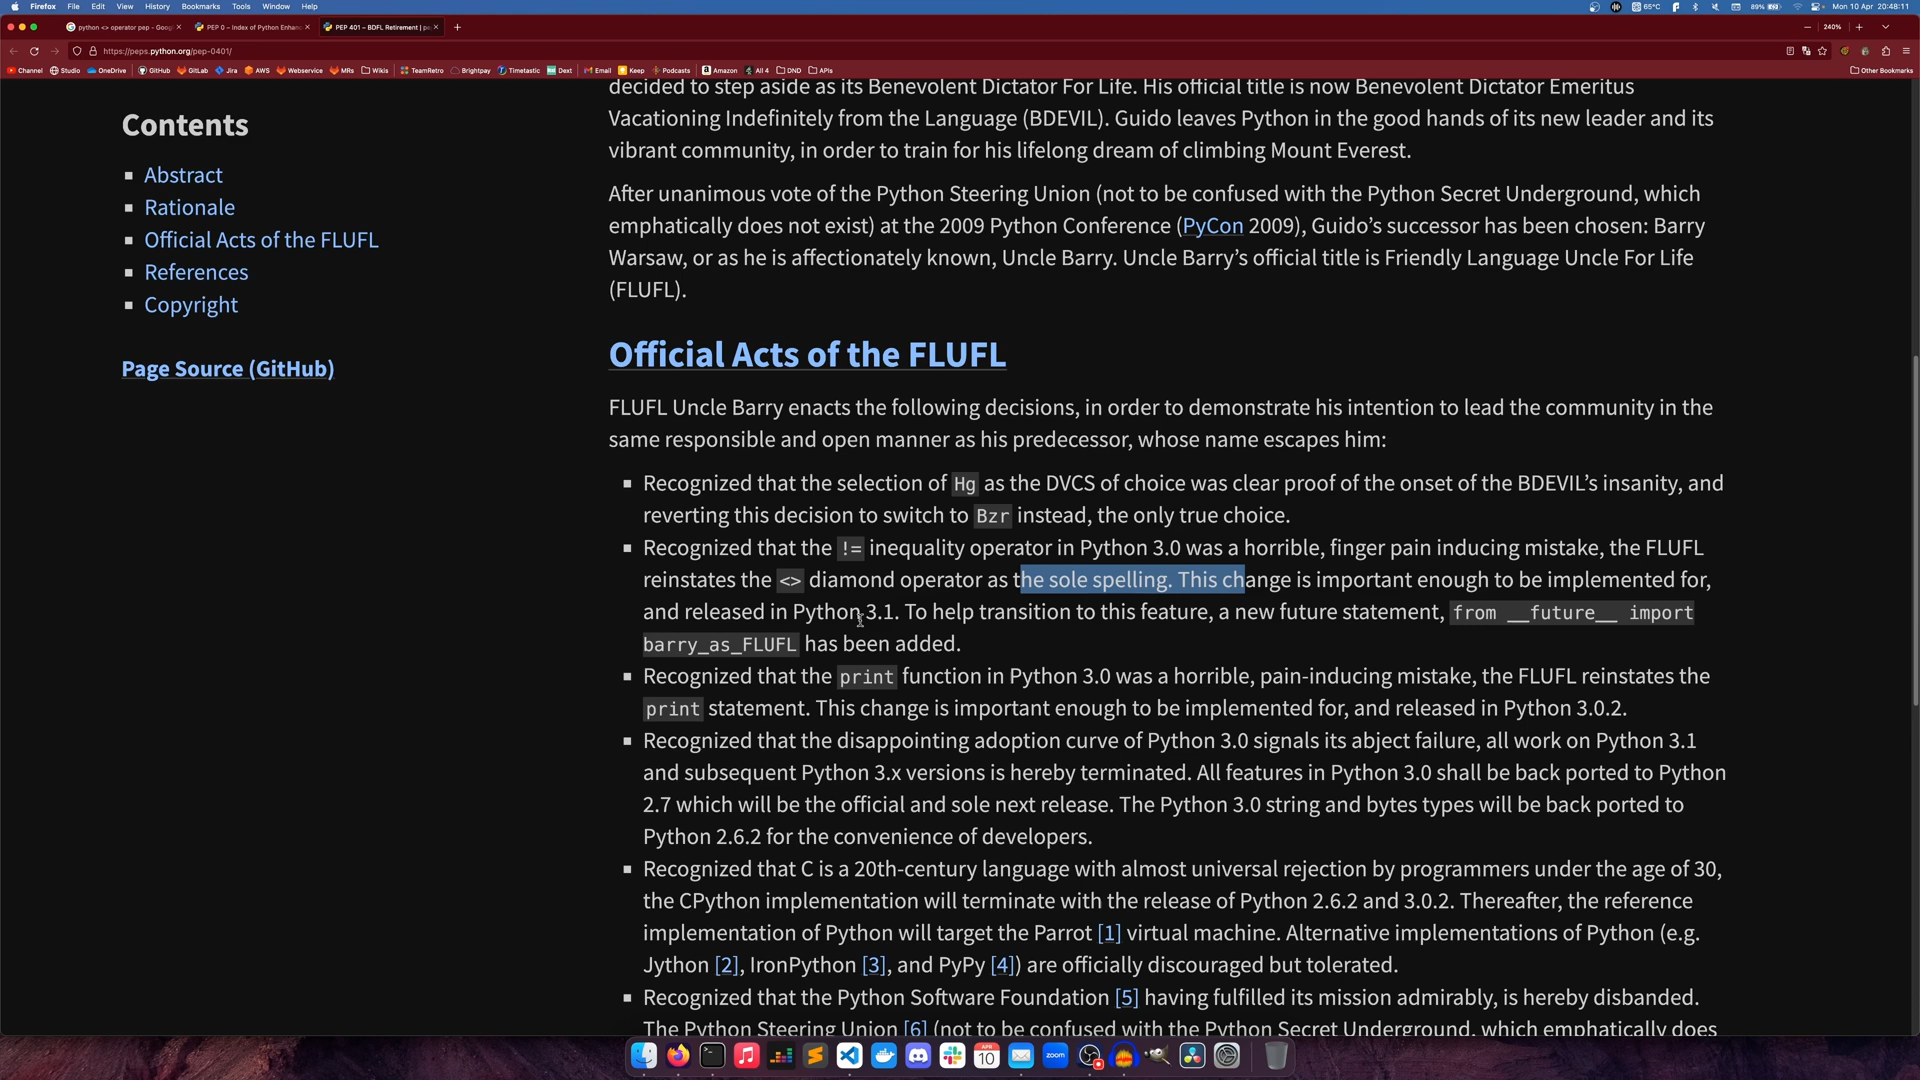 Firefox File Edit View History Bookmarks Tools Window Help
65°C 89% Mon 10 Apr 20:48:11
python <> operator pep - Goog
PEP 0 – Index of Python Enhanc
PEP 401 – BDFL Retirement | pe
240%
https://peps.python.org/pep-0401/
Channel Studio OneDrive GitHub GitLab Jira AWS Webservice MRs Wikis TeamRetro Brightpay Timetastic Dext Email Keep Podcasts Amazon All 4 DND APIs Other Bookmarks
Contents
Abstract
Rationale
Official Acts of the FLUFL
References
Copyright
Page Source (GitHub)
decided to step aside as its Benevolent Dictator For Life. His official title is now Benevolent Dictator Emeritus
Vacationing Indefinitely from the Language (BDEVIL). Guido leaves Python in the good hands of its new leader and its
vibrant community, in order to train for his lifelong dream of climbing Mount Everest.
After unanimous vote of the Python Steering Union (not to be confused with the Python Secret Underground, which
emphatically does not exist) at the 2009 Python Conference (PyCon 2009), Guido’s successor has been chosen: Barry
Warsaw, or as he is affectionately known, Uncle Barry. Uncle Barry’s official title is Friendly Language Uncle For Life
(FLUFL).
Official Acts of the FLUFL
FLUFL Uncle Barry enacts the following decisions, in order to demonstrate his intention to lead the community in the
same responsible and open manner as his predecessor, whose name escapes him:
Recognized that the selection of Hg as the DVCS of choice was clear proof of the onset of the BDEVIL’s insanity, and
reverting this decision to switch to Bzr instead, the only true choice.
Recognized that the != inequality operator in Python 3.0 was a horrible, finger pain inducing mistake, the FLUFL
reinstates the <> diamond operator as the sole spelling. This change is important enough to be implemented for,
and released in Python 3.1. To help transition to this feature, a new future statement, from __future__ import
barry_as_FLUFL has been added.
Recognized that the print function in Python 3.0 was a horrible, pain-inducing mistake, the FLUFL reinstates the
print statement. This change is important enough to be implemented for, and released in Python 3.0.2.
Recognized that the disappointing adoption curve of Python 3.0 signals its abject failure, all work on Python 3.1
and subsequent Python 3.x versions is hereby terminated. All features in Python 3.0 shall be back ported to Python
2.7 which will be the official and sole next release. The Python 3.0 string and bytes types will be back ported to
Python 2.6.2 for the convenience of developers.
Recognized that C is a 20th-century language with almost universal rejection by programmers under the age of 30,
the CPython implementation will terminate with the release of Python 2.6.2 and 3.0.2. Thereafter, the reference
implementation of Python will target the Parrot [1] virtual machine. Alternative implementations of Python (e.g.
Jython [2], IronPython [3], and PyPy [4]) are officially discouraged but tolerated.
Recognized that the Python Software Foundation [5] having fulfilled its mission admirably, is hereby disbanded.
The Python Steering Union [6] (not to be confused with the Python Secret Underground, which emphatically does
APR
10
zoom